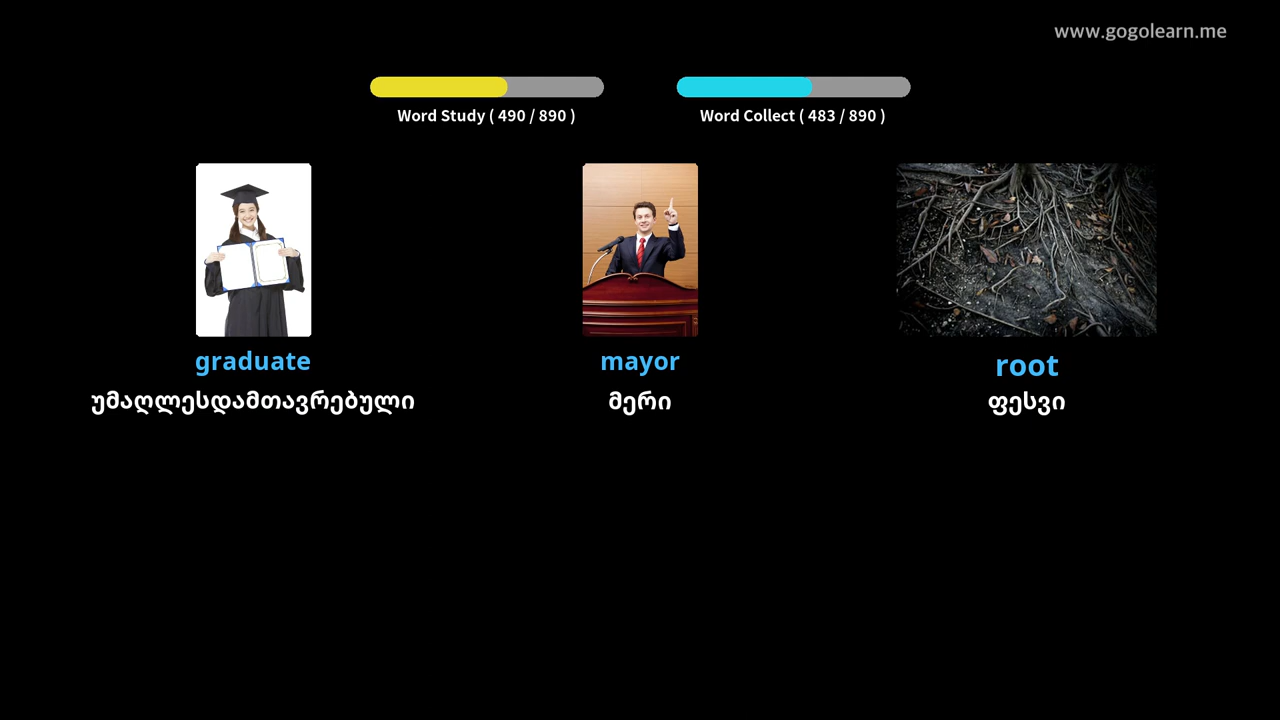 www.gogolearn.me
Word Study ( 490 / 890 )
Word Collect ( 483 / 890 )
graduate
უმაღლესდამთავრებული
mayor
მერი
root
ფესვი